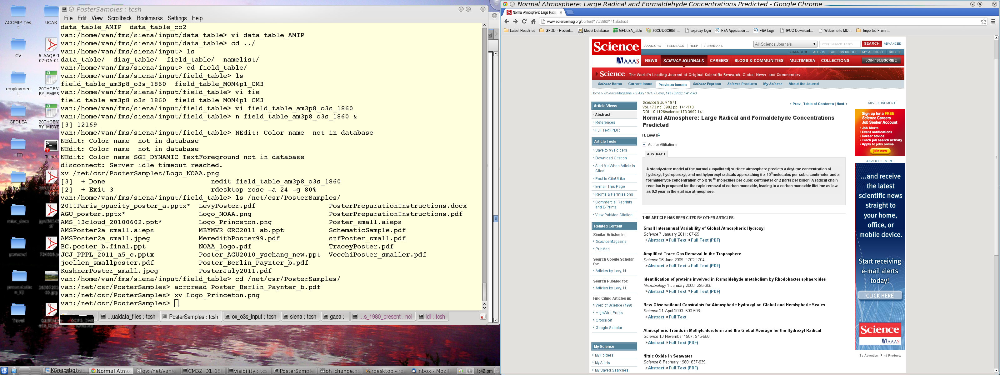 ACCMIP_tes
t
UCAR
CV
6_AAQR-1
07-OA-01
employmen
t
20THCEN
RY_EMISS
GFDLEA
20THCEN
RY_MIDYE
HPTi
Telnet
misc_docs
personal
presentatio
n_fiji
Travel
PosterSamples : tcsh
File Edit View Scrollback Bookmarks Settings Help
data_table_AMIP data_table_co2
van:/home/van/fms/siena/input/data_table> vi data_table_AMIP
van:/home/van/fms/siena/input/data_table> cd ../
van:/home/van/fms/siena/input> ls
data_table/ diag_table/ field_table/ namelist/
van:/home/van/fms/siena/input> cd field_table/
van:/home/van/fms/siena/input/field_table> ls
field_table_am3p8_o3s_1860 field_table_MOM4p1_CM3
van:/home/van/fms/siena/input/field_table> vi fie
field_table_am3p8_o3s_1860 field_table_MOM4p1_CM3
van:/home/van/fms/siena/input/field_table> vi field_table_am3p8_o3s_1860
van:/home/van/fms/siena/input/field_table> n field_table_am3p8_o3s_1860 &
[3] 12169
van:/home/van/fms/siena/input/field_table> NEdit: Color name not in database
NEdit: Color name not in database
NEdit: Color name not in database
NEdit: Color name SGI_DYNAMIC TextForeground not in database
disconnect: Server idle timeout reached.
xv /net/csr/PosterSamples/Logo_NOAA.png
[3] + Done nedit field_table_am3p8_o3s_1860
[2] + Exit 3 rdesktop rose -a 24 -g 80%
van:/home/van/fms/siena/input/field_table> ls /net/csr/PosterSamples/
2011Paris_opacity_poster_a.pptx* LevyPoster.pdf PosterPreparationInstructions.docx
AGU_poster.pptx* Logo_NOAA.png PosterPreparationInstructions.pdf
AMS_13cloud_20100602.ppt* Logo_Princeton.png Poster_small.aieps
AMSPoster2a_small.aieps MBYMVR_GRC2011_ab.ppt SchematicSample.pdf
AMSPoster2a_small.jpeg MeredithPoster99.pdf snfPoster_small.pdf
BC.poster_b.final.ppt NOAA_logo.pdf TraceyPoster.pdf
JGJ_PPPL_2011_a5_c.pptx Poster_AGU2010_yschang_new.ppt VecchiPoster_smaller.pdf
joellen_smallposter.pdf Poster_Berlin_Paynter_b.pdf
KushnerPoster_small.jpeg PosterJuly2011.pdf
van:/home/van/fms/siena/input/field_table> cd /net/csr/PosterSamples/
van:/net/csr/PosterSamples> acroread Poster_Berlin_Paynter_b.pdf
van:/net/csr/PosterSamples> xv Logo_Princeton.png
van:/net/csr/PosterSamples>
...ualdata_files : tcsh PosterSamples : tcsh ox_o3s_input : tcsh siena : tcsh gaea : ...s_1980_present : ncl idl : tcsh
KSnapshot Normal Atmo: gv: /net/van/o CM3Z_D1_18 visibility : tcs PosterSample oh_change.nc rdesktop - ros Inbox - Mozill 1:42 pm
Normal Atmosphere: Large Radical and Formaldehyde Concentrations Predicted - Google Chrome
Normal Atmosphere: Large Radic
www.sciencemag.org/content/173/3992/141.abstract
Latest Headlines GFDL - Recent... Model Database GFDLEA_table 2003JD003659.... ezproxy login F&A Application ... F&A Login IPCC Download... Welcome to MD... Imported From ...
Science
AAAS
AAAS.ORG FEEDBACK HELP LIBRARIANS
All Science Journals Enter Search Term SEARCH ADVANCED
NOAA-GFDL ALERTS ACCESS RIGHTS MY ACCOUNT SIGN IN
NEWS SCIENCE JOURNALS CAREERS BLOGS & COMMUNITIES MULTIMEDIA COLLECTIONS JOIN / SUBSCRIBE
Science The World's Leading Journal of Original Scientific Research, Global News, and Commentary.
Science Home Current Issue Previous Issues Science Express Science Products My Science About the Journal
Home > Science Magazine > 9 July 1971 > Levy, 173 (3992): 141-143
Article Views
Abstract
References
Full Text (PDF)
Article Tools
Save to My Folders
Download Citation
Alert Me When Article is
Cited
Post to CiteULike
E-mail This Page
Rights & Permissions
Commercial Reprints
and E-Prints
View PubMed Citation
Related Content
Similar Articles In:
Science Magazine
PubMed
Search Google Scholar
for:
Articles by Levy, H.
Search PubMed for:
Articles by Levy, H.
Find Citing Articles in:
Web of Science (499)
HighWire Press
CrossRef
Google Scholar
My Science
My Folders
My Alerts
My Saved Searches
Science 9 July 1971:
Vol. 173 no. 3992 pp. 141-143
DOI: 10.1126/science.173.3992.141
‹ Prev | Table of Contents | Next ›
Normal Atmosphere: Large Radical and Formaldehyde Concentrations
Predicted
H. Levy II1
+ Author Affiliations
ABSTRACT
A steady-state model of the normal (unpolluted) surface atmosphere predicts a daytime concentration of
hydroxyl, hydroperoxyl, and methylperoxyl radicals approaching 5 x 10⁸molecules per cubic centimeter and a
formaldehyde concentration of 5 x 10¹⁰ molecules per cubic centimeter or 2 parts per billion. A radical chain
reaction is proposed for the rapid removal of carbon monoxide, leading to a carbon monoxide lifetime as low
as 0.2 year in the surface atmosphere.
THIS ARTICLE HAS BEEN CITED BY OTHER ARTICLES:
Small Interannual Variability of Global Atmospheric Hydroxyl
Science 7 January 2011: 67-69.
» Abstract » Full Text » Full Text (PDF)
Amplified Trace Gas Removal in the Troposphere
Science 26 June 2009: 1702-1704.
» Abstract » Full Text » Full Text (PDF)
Identification of proteins involved in formaldehyde metabolism by Rhodobacter sphaeroides
Microbiology 1 January 2008: 296-305.
» Abstract » Full Text » Full Text (PDF)
New Observational Constraints for Atmospheric Hydroxyl on Global and Hemispheric Scales
Science 21 April 2000: 500-503.
» Abstract » Full Text
Atmospheric Trends in Methylchloroform and the Global Average for the Hydroxyl Radical
Science 13 November 1987: 945-950.
» Abstract » Full Text (PDF)
Nitric Oxide in Seawater
Science 8 February 1980: 637-639.
» Abstract » Full Text (PDF)
ADVERTISEMENT
Sign up for a FREE
Science Careers
Job Seeker Account
• Job Alerts
• Event notifications
• Career advice
• Track job search activity
• Apply to jobs online
join now
ADVERTISEMENT
...and receive
the latest
scientific news
straight to
your home,
office, or
mobile device.
Start receiving
e-mail alerts
today!
CLICK HERE
Science
AAAS
To Advertise Find Products